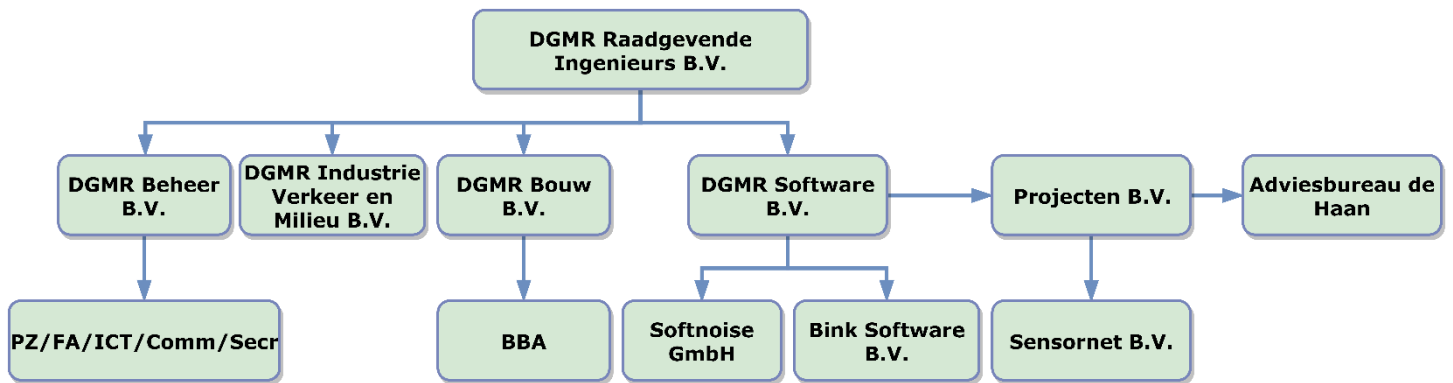 DGMR Raadgevende
Ingenieurs B.V.
DGMR Beheer
B.V.
DGMR Industrie
Verkeer en
Milieu B.V.
DGMR Bouw
B.V.
DGMR Software
B.V.
Projecten B.V.
Adviesbureau de
Haan
PZ/FA/ICT/Comm/Secr
BBA
Softnoise
GmbH
Bink Software
B.V.
Sensornet B.V.